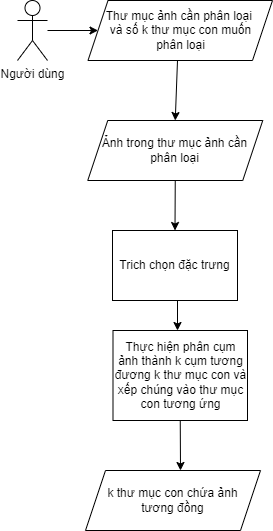 Thư mục ảnh cần phân loại
và số k thư mục con muốn
phân loại
Người dùng
Ảnh trong thư mục ảnh cần
phân loại
Trich chọn đặc trưng
Thực hiện phân cụm
ảnh thành k cụm tương
đương k thư mục con và
xếp chúng vào thư mục
con tương ứng
k thư mục con chứa ảnh
tương đồng